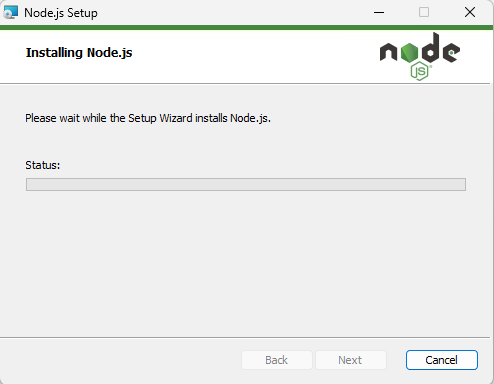 Node.js Setup
Installing Node.js
node
JS
Please wait while the Setup Wizard installs Node.js.
Status:
Back
Next
Cancel